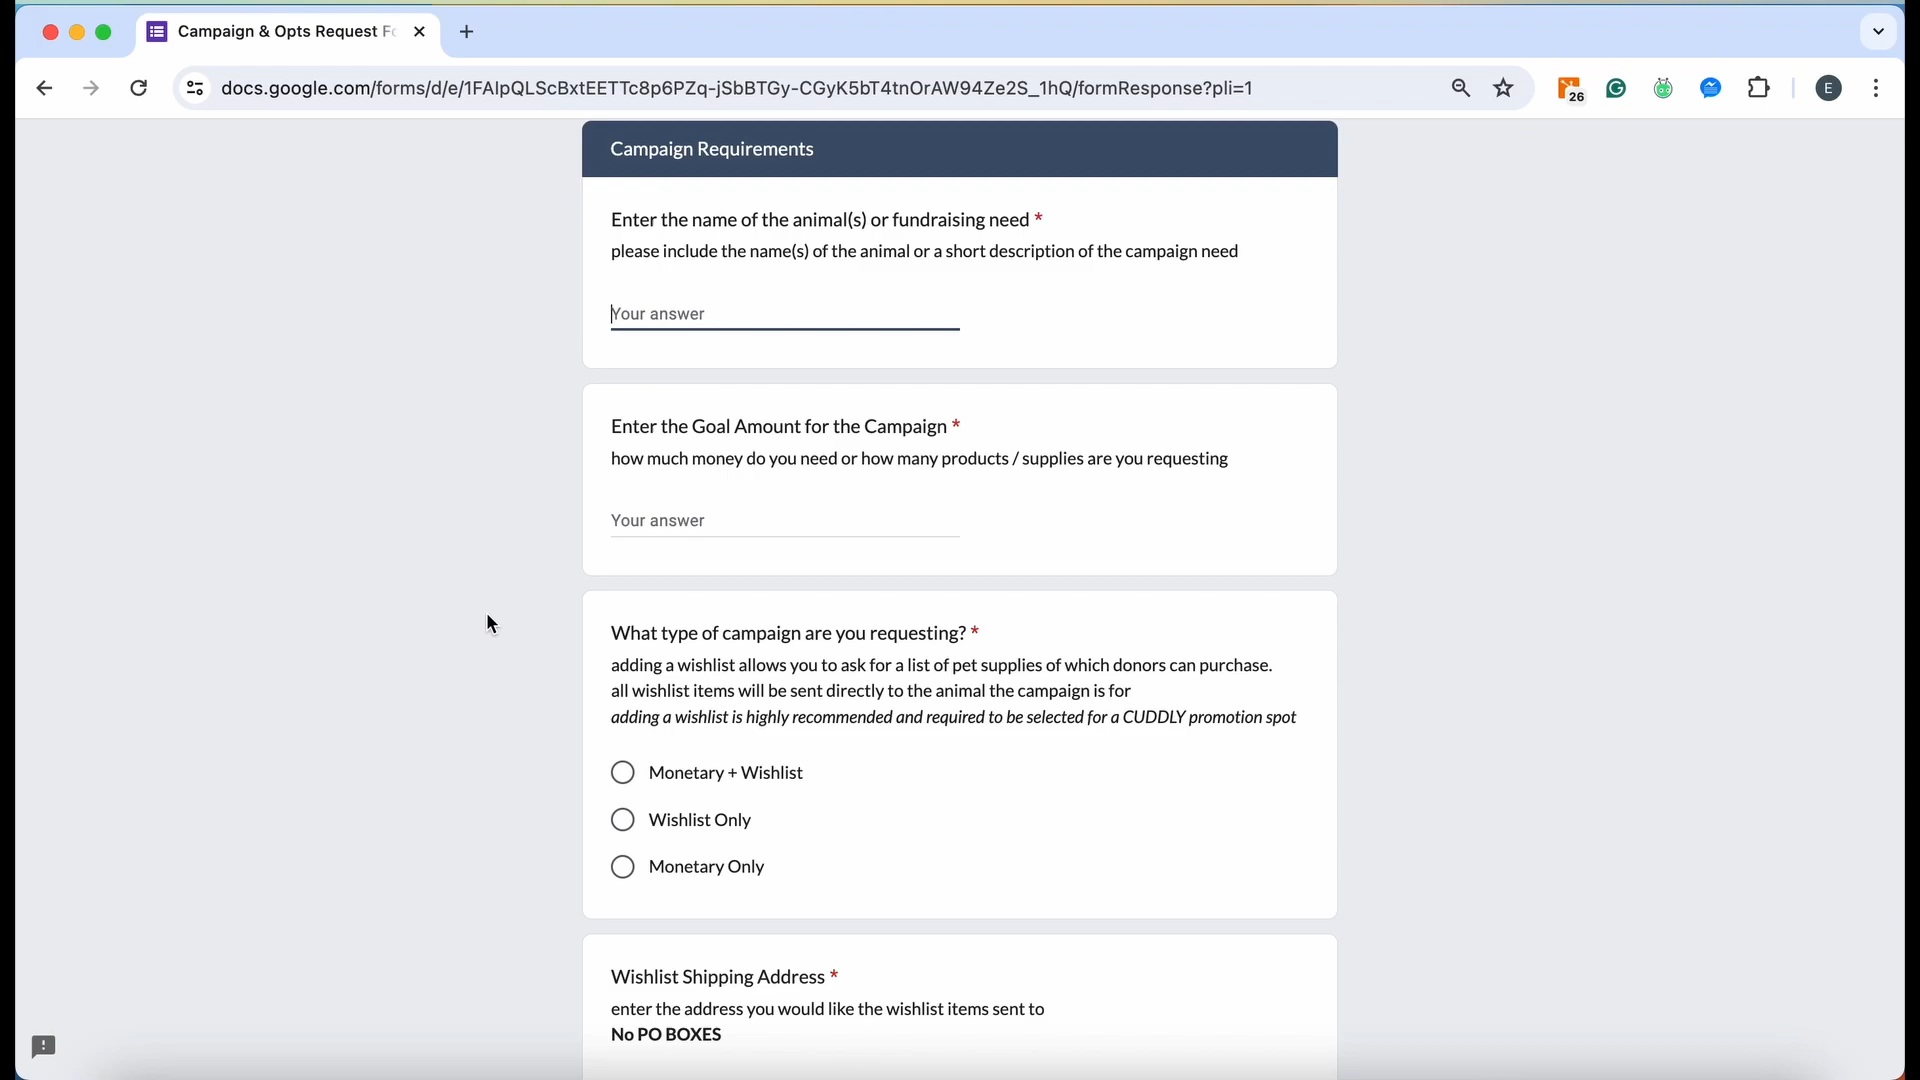 Campaign & Opts Request Fo
docs.google.com/forms/d/e/1FAIpQLScBxtEETTc8p6PZq-jSbBTGy-CGyK5bT4tnOrAW94Ze2S_1hQ/formResponse?pli=1
26
E
Campaign Requirements
Enter the name of the animal(s) or fundraising need *
please include the name(s) of the animal or a short description of the campaign need
Your answer
Enter the Goal Amount for the Campaign *
how much money do you need or how many products / supplies are you requesting
Your answer
What type of campaign are you requesting? *
adding a wishlist allows you to ask for a list of pet supplies of which donors can purchase.
all wishlist items will be sent directly to the animal the campaign is for
adding a wishlist is highly recommended and required to be selected for a CUDDLY promotion spot
Monetary + Wishlist
Wishlist Only
Monetary Only
Wishlist Shipping Address *
enter the address you would like the wishlist items sent to
No PO BOXES